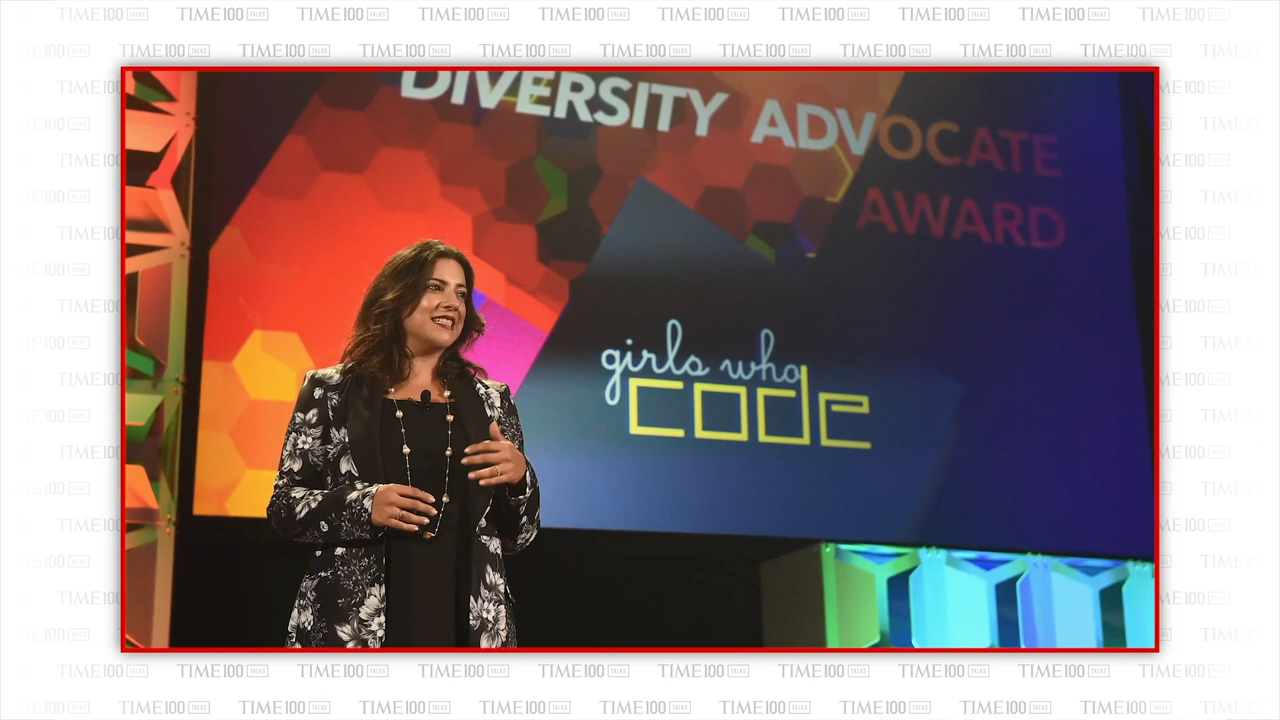 DIVERSITY ADVOCATE
AWARD
girls who
code
TIME100 TALKS